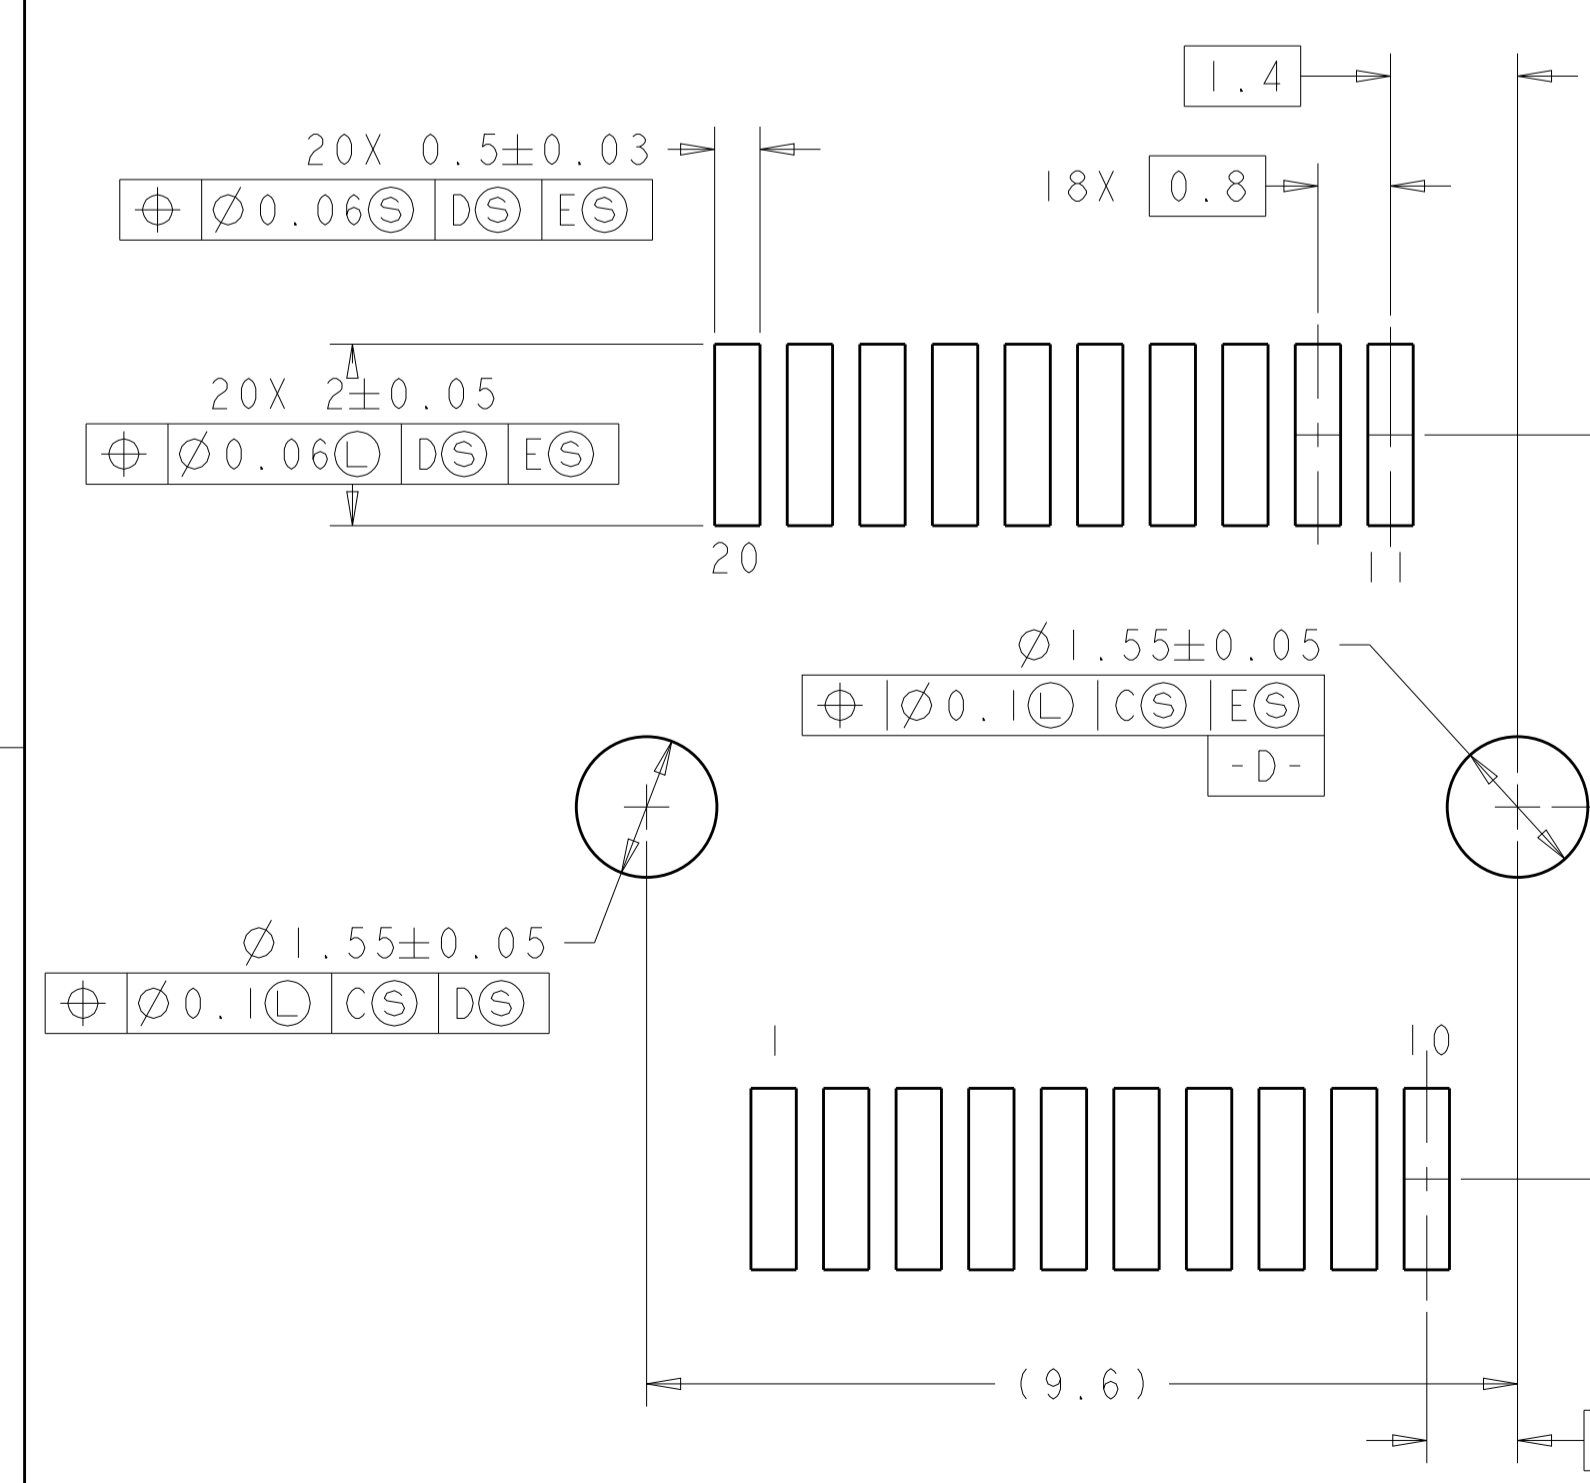 1.4
20X 0.5±0.03
18X 0.8
⌖ Ø0.06Ⓢ DⓈ EⓈ
20X 2±0.05
⌖ Ø0.06Ⓛ DⓈ EⓈ
20
11
Ø1.55±0.05
⌖ Ø0.1Ⓛ CⓈ EⓈ
-D-
Ø1.55±0.05
⌖ Ø0.1Ⓛ CⓈ DⓈ
1
10
(9.6)